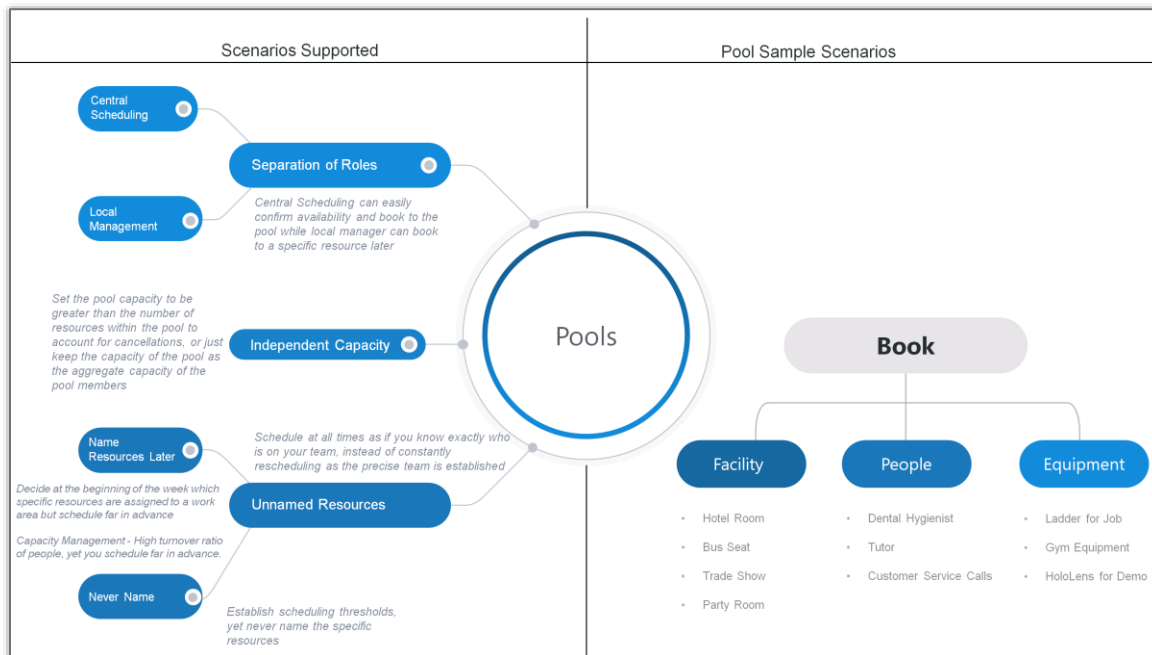 Scenarios Supported
Pool Sample Scenarios
Central
Scheduling
Separation of Roles
Local
Management
Central Scheduling can easily
confirm availability and book to the
pool while local manager can book
to a specific resource later
Set the pool capacity to be
greater than the number of
resources within the pool to
account for cancellations, or just
keep the capacity of the pool as
the aggregate capacity of the
pool members
Independent Capacity
Pools
Name
Resources Later
Schedule at all times as if you know exactly who
is on your team, instead of constantly
rescheduling as the precise team is established
Decide at the beginning of the week which
specific resources are assigned to a work
area but schedule far in advance
Unnamed Resources
Capacity Management - High turnover ratio
of people, yet you schedule far in advance.
Never Name
Establish scheduling thresholds,
yet never name the specific
resources
Book
Facility
People
Equipment
• Hotel Room
• Bus Seat
• Trade Show
• Party Room
• Dental Hygienist
• Tutor
• Customer Service Calls
• Ladder for Job
• Gym Equipment
• HoloLens for Demo